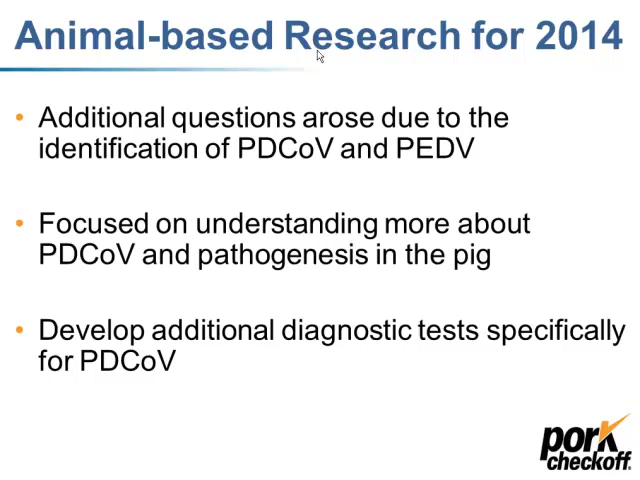 Animal-based Research for 2014
• Additional questions arose due to the
identification of PDCoV and PEDV
• Focused on understanding more about
PDCoV and pathogenesis in the pig
• Develop additional diagnostic tests specifically
for PDCoV
pork
checkoff.